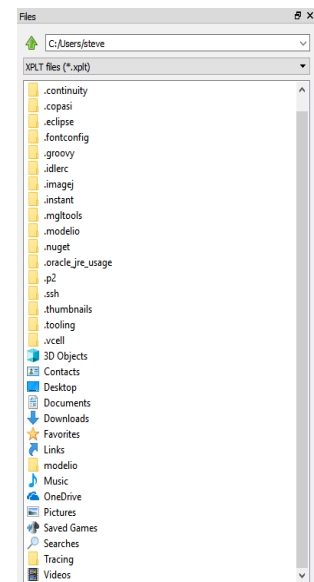 Files
C:/Users/steve
XPLT files (*.xplt)
.continuity
.copasi
.eclipse
.fontconfig
.groovy
.idlerc
.imagej
.instant
.mgltools
.modelio
.nuget
.oracle_jre_usage
.p2
.ssh
.thumbnails
.tooling
.vcell
3D Objects
Contacts
Desktop
Documents
Downloads
Favorites
Links
modelio
Music
OneDrive
Pictures
Saved Games
Searches
Tracing
Videos